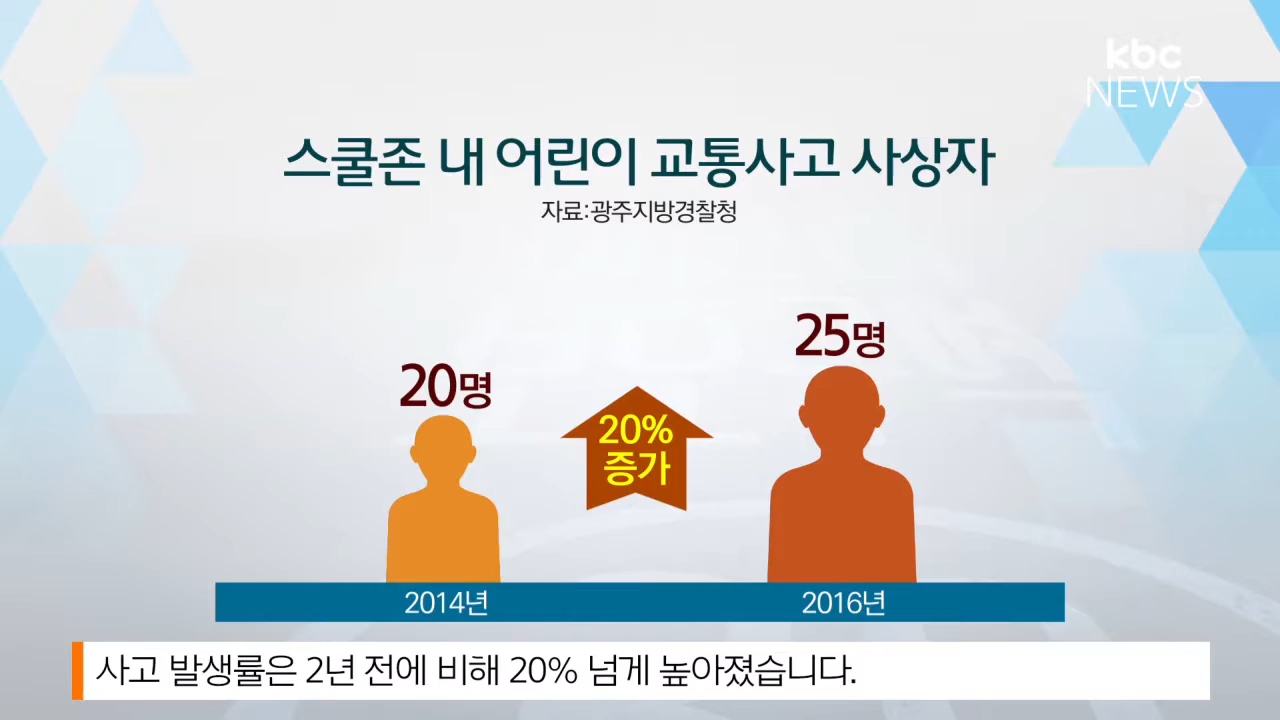 kbc
NEWS
스쿨존 내 어린이 교통사고 사상자
자료:광주지방경찰청
20명
25명
20%
증가
2014년
2016년
사고 발생률은 2년 전에 비해 20% 넘게 높아졌습니다.